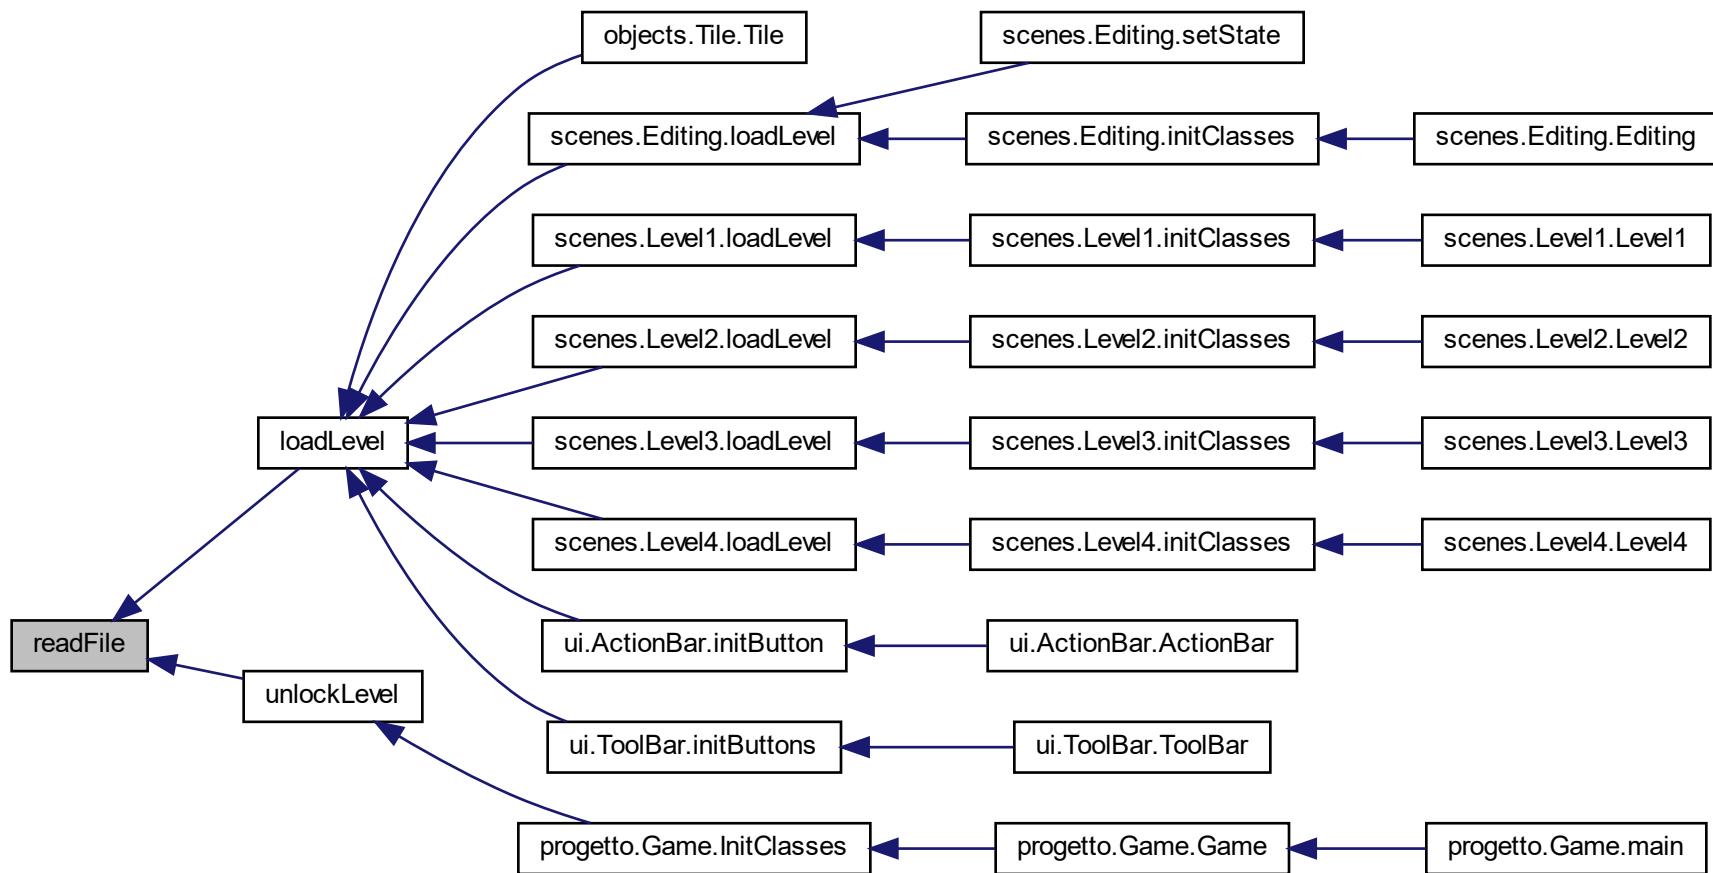 objects.Tile.Tile
scenes.Editing.setState
scenes.Editing.loadLevel
scenes.Editing.initClasses
scenes.Editing.Editing
scenes.Level1.loadLevel
scenes.Level1.initClasses
scenes.Level1.Level1
scenes.Level2.loadLevel
scenes.Level2.initClasses
scenes.Level2.Level2
loadLevel
scenes.Level3.loadLevel
scenes.Level3.initClasses
scenes.Level3.Level3
scenes.Level4.loadLevel
scenes.Level4.initClasses
scenes.Level4.Level4
readFile
ui.ActionBar.initButton
ui.ActionBar.ActionBar
unlockLevel
ui.ToolBar.initButtons
ui.ToolBar.ToolBar
progetto.Game.InitClasses
progetto.Game.Game
progetto.Game.main